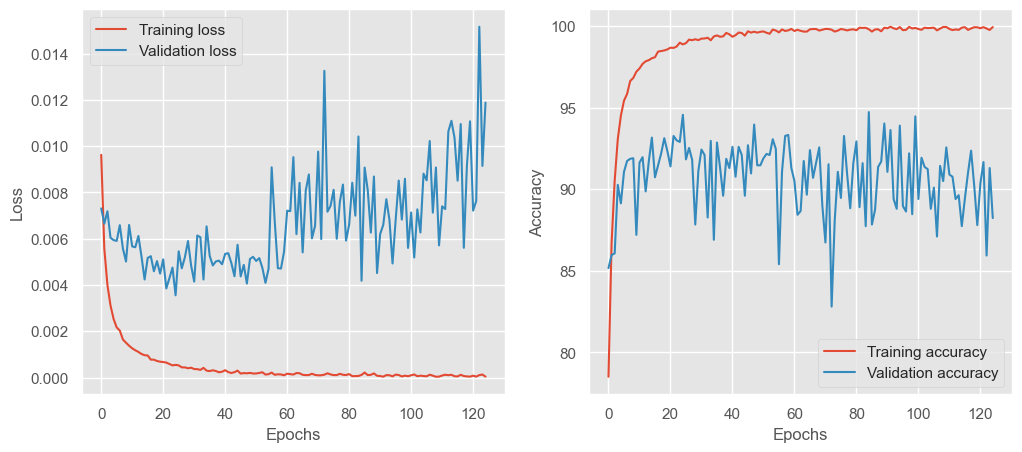 Training loss
Validation loss
0.014
0.012
0.010
0.008
0.006
0.004
0.002
0.000
Loss
0 20 40 60 80 100 120
Epochs
100
95
90
85
80
Accuracy
Training accuracy
Validation accuracy
0 20 40 60 80 100 120
Epochs